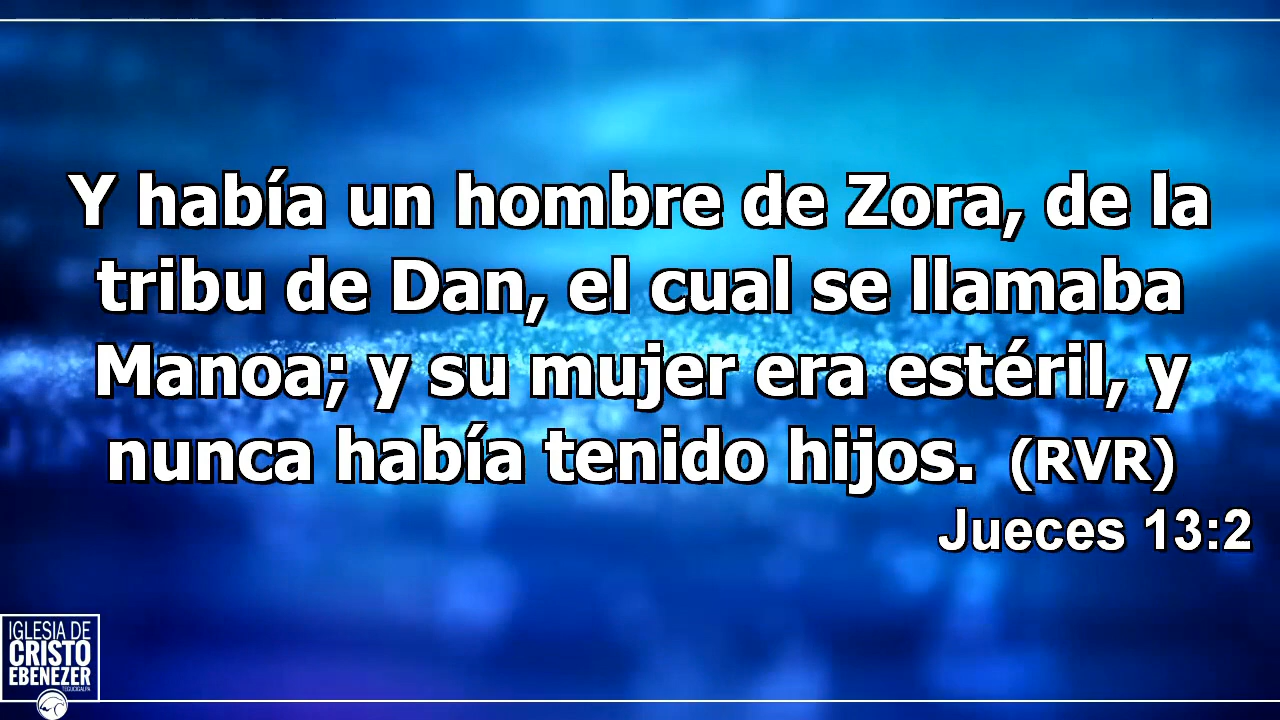 Y había un hombre de Zora, de la
tribu de Dan, el cual se llamaba
Manoa; y su mujer era estéril, y
nunca había tenido hijos. (RVR)
Jueces 13:2
IGLESIA DE
CRISTO
EBENEZER
TEGUCIGALPA